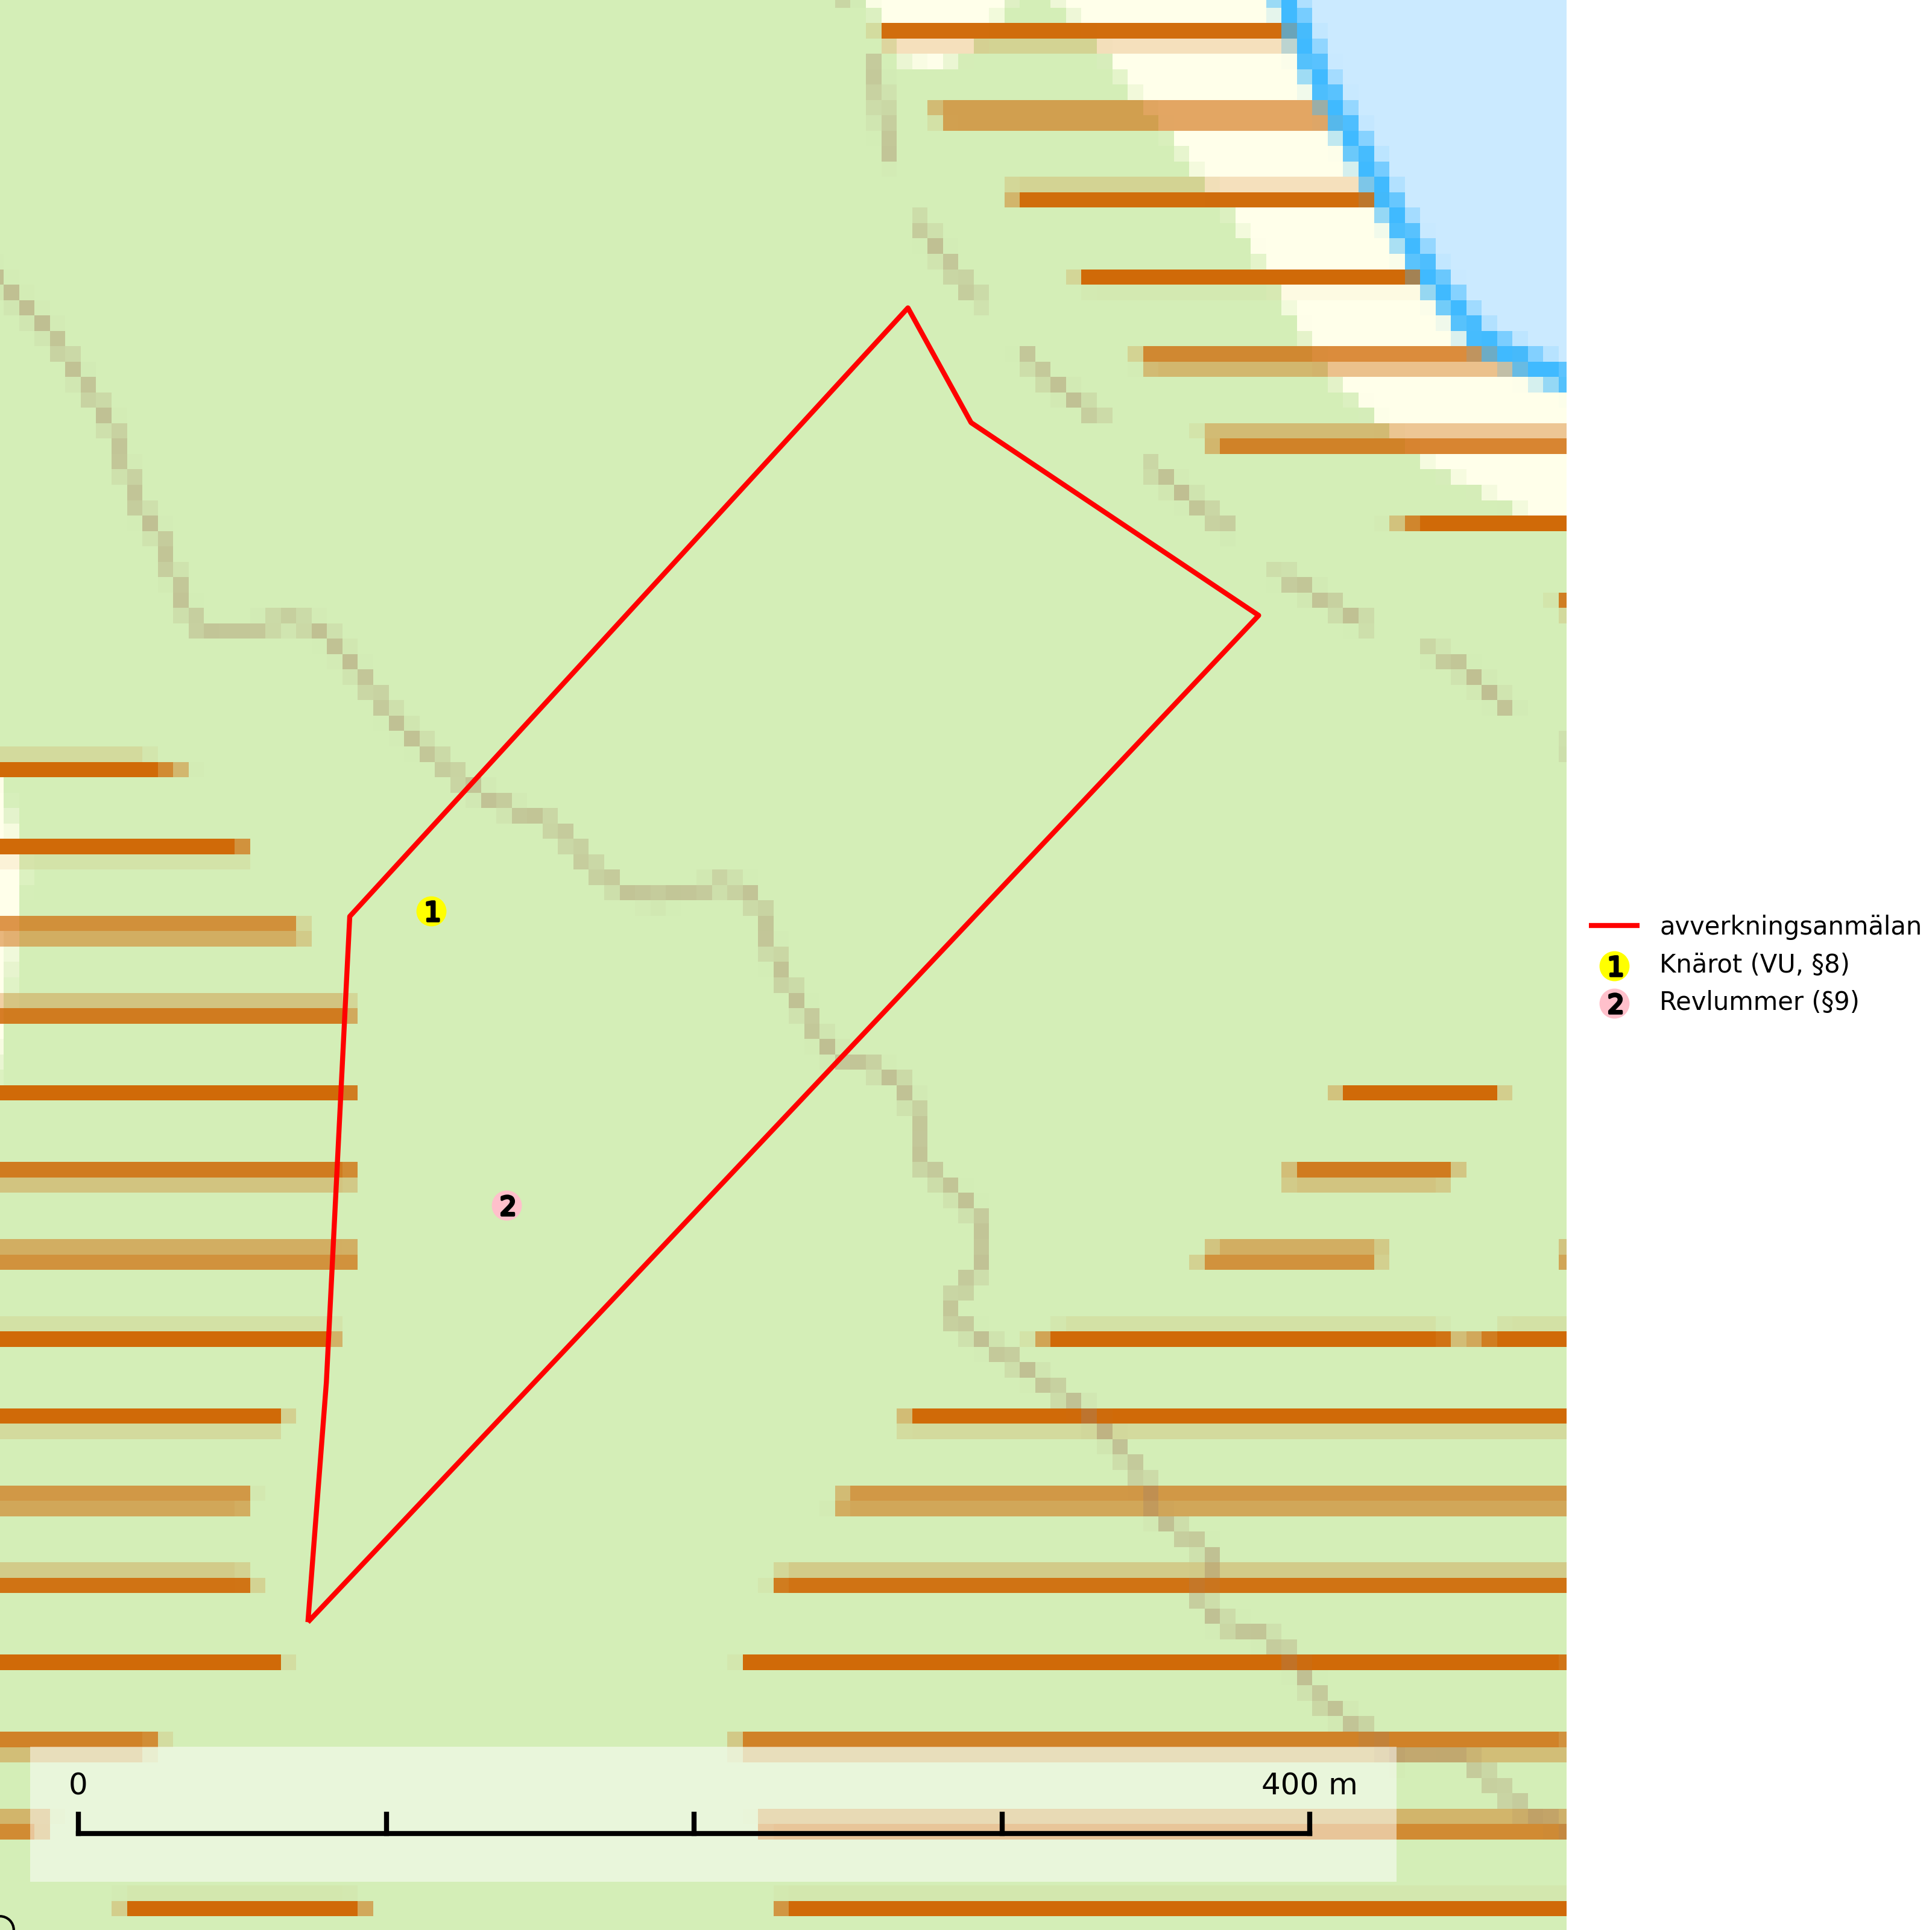 1
2
avverkningsanmälan
1 Knärot (VU, §8)
2 Revlummer (§9)
0 400 m